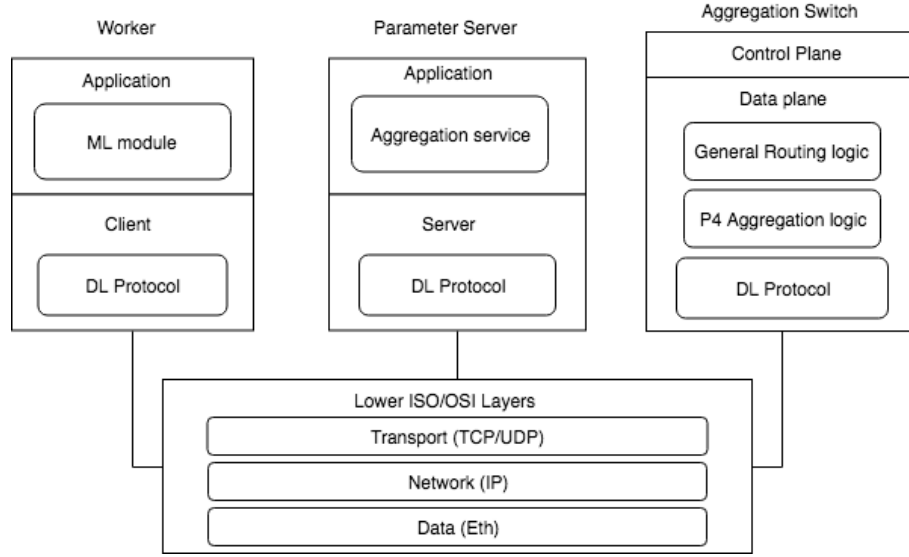 Worker
Application
ML module
Client
DL Protocol
Parameter Server
Application
Aggregation service
Server
DL Protocol
Aggregation Switch
Control Plane
Data plane
General Routing logic
P4 Aggregation logic
DL Protocol
Lower ISO/OSI Layers
Transport (TCP/UDP)
Network (IP)
Data (Eth)